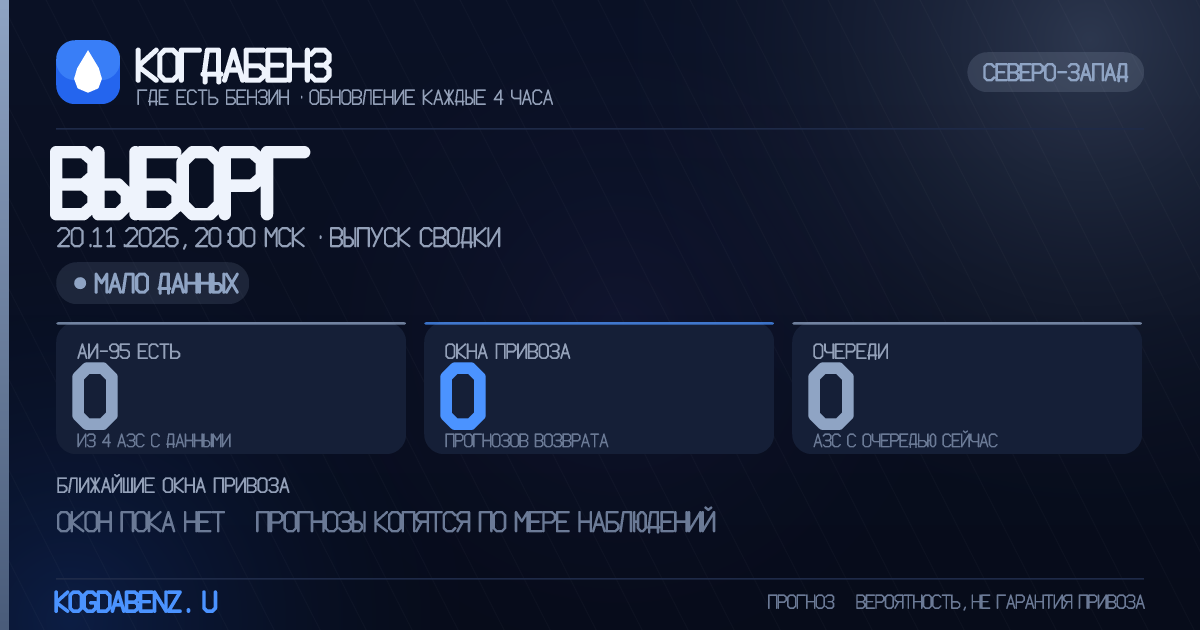 КОГДАБЕНЗ
ГДЕ ЕСТЬ БЕНЗИН · ОБНОВЛЕНИЕ КАЖДЫЕ 4 ЧАСА
СЕВЕРО-ЗАПАД
ВЫБОРГ
20.11.2026, 20:00 МСК · ВЫПУСК СВОДКИ
МАЛО ДАННЫХ
АИ-95 ЕСТЬ
0
ИЗ 4 АЗС С ДАННЫМИ
ОКНА ПРИВОЗА
0
ПРОГНОЗОВ ВОЗВРАТА
ОЧЕРЕДИ
0
АЗС С ОЧЕРЕДЬЮ СЕЙЧАС
БЛИЖАЙШИЕ ОКНА ПРИВОЗА
ОКОН ПОКА НЕТ ПРОГНОЗЫ КОПЯТСЯ ПО МЕРЕ НАБЛЮДЕНИЙ
KOGDABENZ. U
ПРОГНОЗ ВЕРОЯТНОСТЬ, НЕ ГАРАНТИЯ ПРИВОЗА